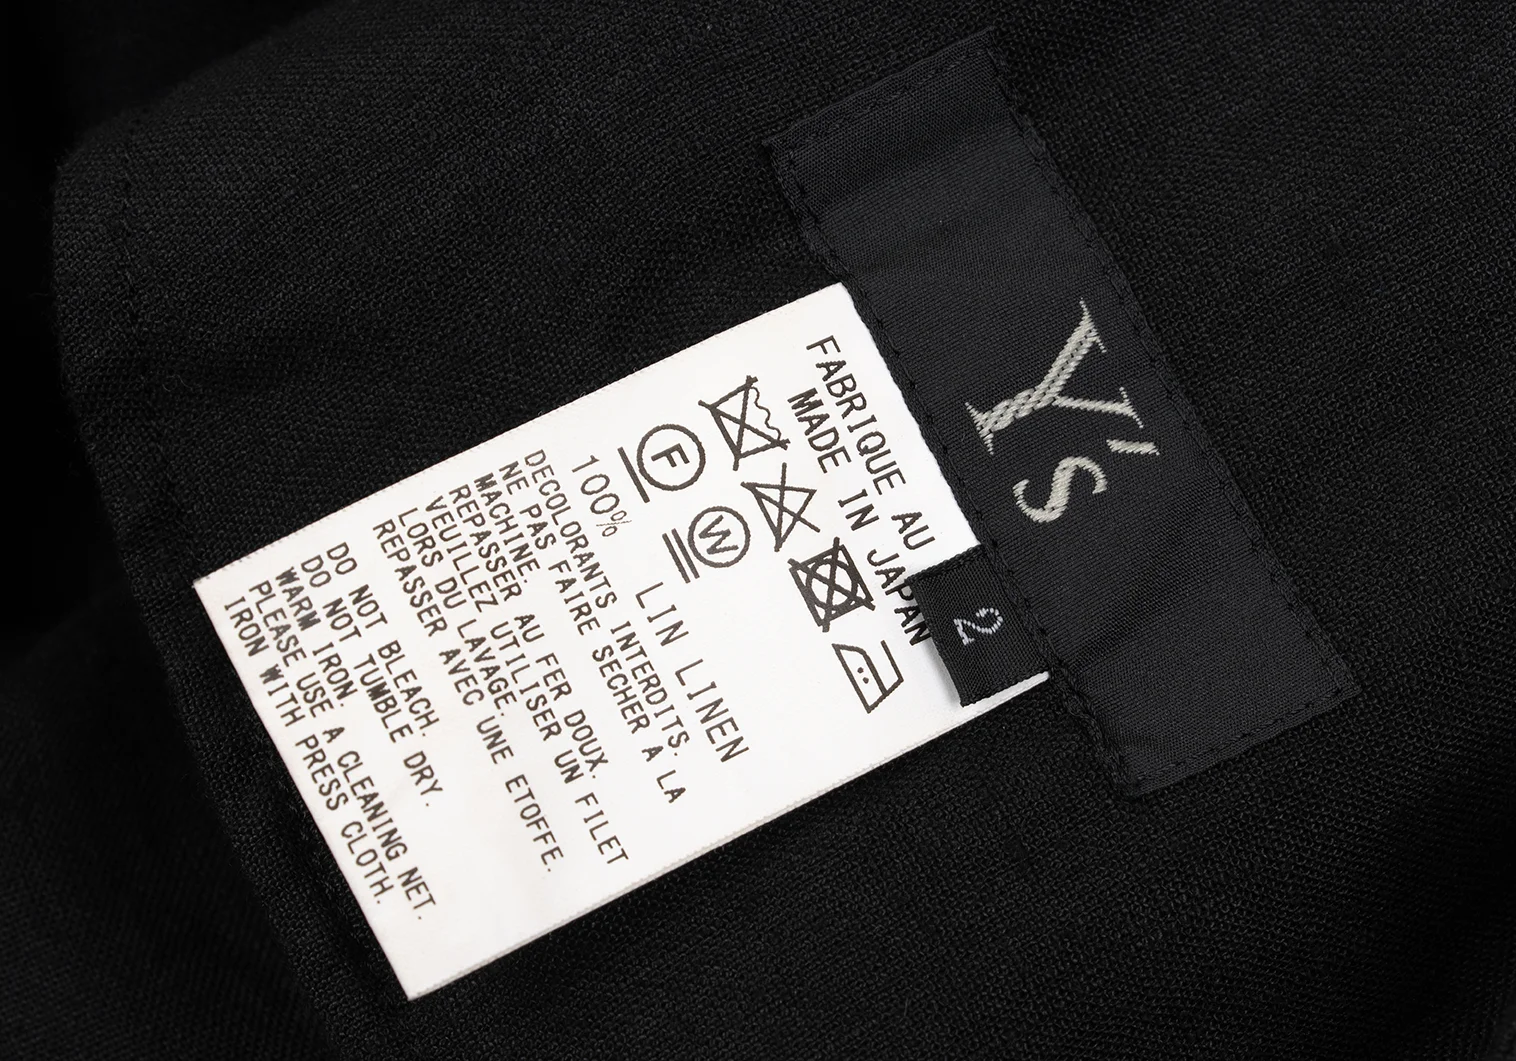 Y's
2
FABRIQUE AU
MADE IN JAPAN
F W
100% LIN LINEN
DECOLORANTS INTERDITS.
NE PAS FAIRE SECHER A LA
MACHINE.
REPASSER AU FER DOUX.
VEUILLEZ UTILISER UN FILET
LORS DU LAVAGE.
REPASSER AVEC UNE ETOFFE.
DO NOT BLEACH.
DO NOT TUMBLE DRY.
WARM IRON.
PLEASE USE A CLEANING NET.
IRON WITH PRESS CLOTH.